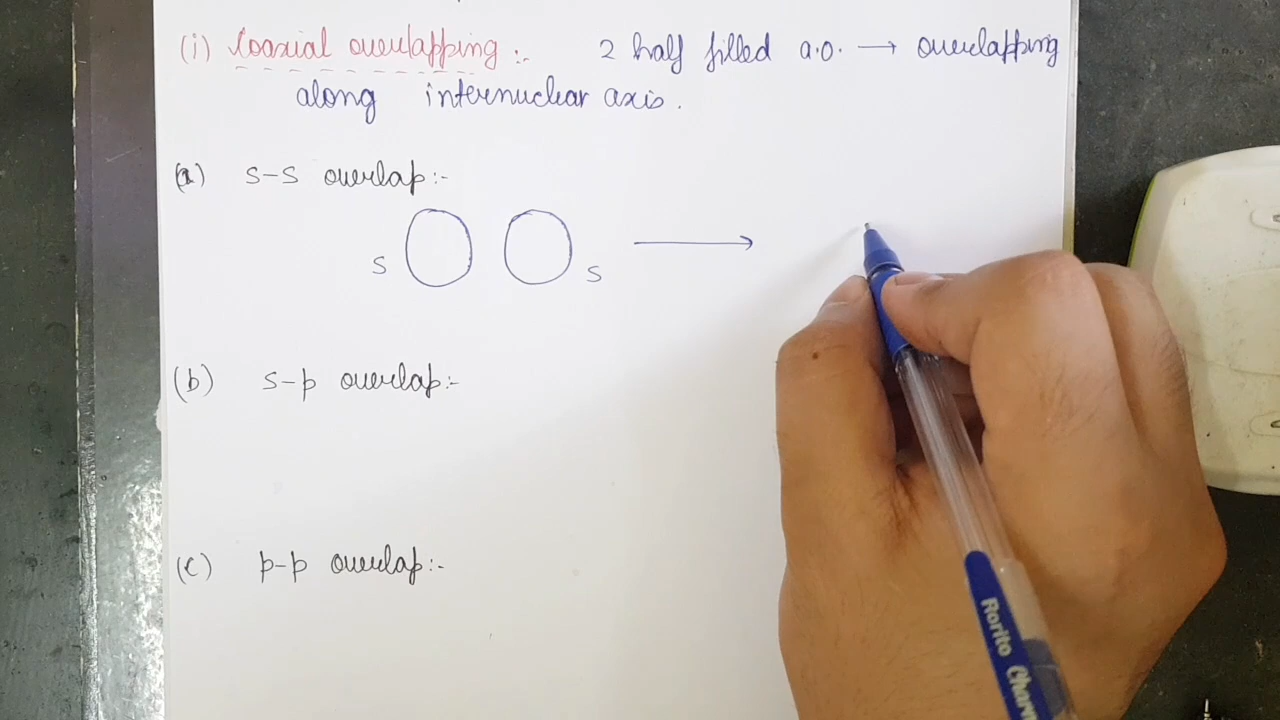 (i) Coaxial overlapping :- 2 half filled a.o. → overlapping
along internuclear axis.
(a) s-s overlap:-
s s →
(b) s-p overlap:-
(c) p-p overlap:-
Rorito